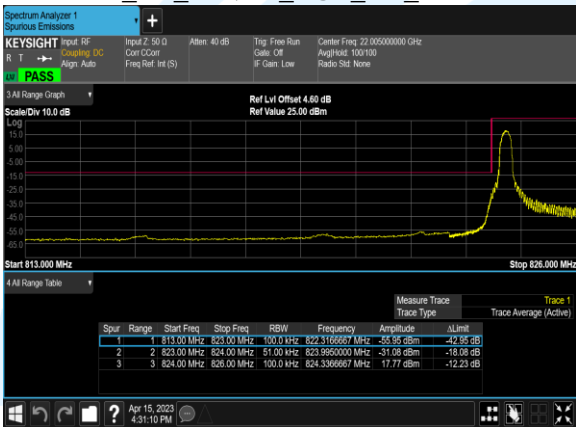 Spectrum Analyzer 1
Spurious Emissions
KEYSIGHT Input: RF Input Z: 50 Ω Atten: 40 dB Trig: Free Run Center Freq: 22.005000000 GHz
Coupling: DC Corr CCorr Gate: Off Avg|Hold: 100/100
R T Align: Auto Freq Ref: Int (S) IF Gain: Low Radio Std: None
PASS
3 All Range Graph
Ref Lvl Offset 4.60 dB
Scale/Div 10.0 dB Ref Value 25.00 dBm
Log
15.0
5.00
-5.00
-15.0
-25.0
-35.0
-45.0
-55.0
-65.0
Start 813.000 MHz Stop 826.000 MHz
4 All Range Table
Measure Trace Trace 1
Trace Type Trace Average (Active)
Spur Range Start Freq Stop Freq RBW Frequency Amplitude ΔLimit
1 1 813.00 MHz 823.00 MHz 100.0 kHz 822.3166667 MHz -55.95 dBm -42.95 dB
2 2 823.00 MHz 824.00 MHz 51.00 kHz 823.9950000 MHz -31.08 dBm -18.08 dB
3 3 824.00 MHz 826.00 MHz 100.0 kHz 824.3366667 MHz 17.77 dBm -12.23 dB
? Apr 15, 2023
4:31:10 PM